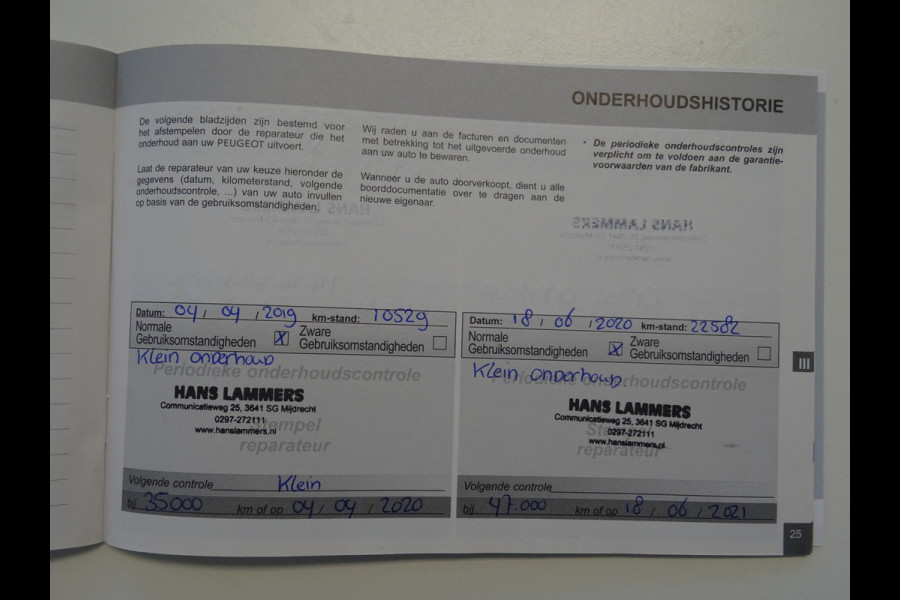 ONDERHOUDSHISTORIE
De volgende bladzijden zijn bestemd voor
het afstempelen door de reparateur die het
onderhoud aan uw PEUGEOT uitvoert.
Laat de reparateur van uw keuze hieronder de
gegevens (datum, kilometerstand, volgende
onderhoudscontrole, ...) van uw auto invullen
op basis van de gebruiksomstandigheden.
Wij raden u aan de facturen en documenten
met betrekking tot het uitgevoerde onderhoud
aan uw auto te bewaren.
Wanneer u de auto doorverkoopt, dient u alle
boorddocumentatie over te dragen aan de
nieuwe eigenaar.
• De periodieke onderhoudscontroles zijn
verplicht om te voldoen aan de garantie-
voorwaarden van de fabrikant.
Datum: 04 / 04 / 2019 km-stand: 10529
Normale
Gebruiksomstandigheden X
Zware
Gebruiksomstandigheden
Klein onderhoud
Periodieke onderhoudscontrole
HANS LAMMERS
Communicatieweg 25, 3641 SG Mijdrecht
0297-272111
www.hanslammers.nl
Stempel
reparateur
Volgende controle Klein
bij 35000 km of op 04 / 04 / 2020
Datum: 18 / 06 / 2020 km-stand: 22582
Normale
Gebruiksomstandigheden X
Zware
Gebruiksomstandigheden
Klein onderhoud
Periodieke onderhoudscontrole
HANS LAMMERS
Communicatieweg 25, 3641 SG Mijdrecht
0297-272111
www.hanslammers.nl
Stempel
reparateur
Volgende controle
bij 47.000 km of op 18 / 06 / 2021
III
25